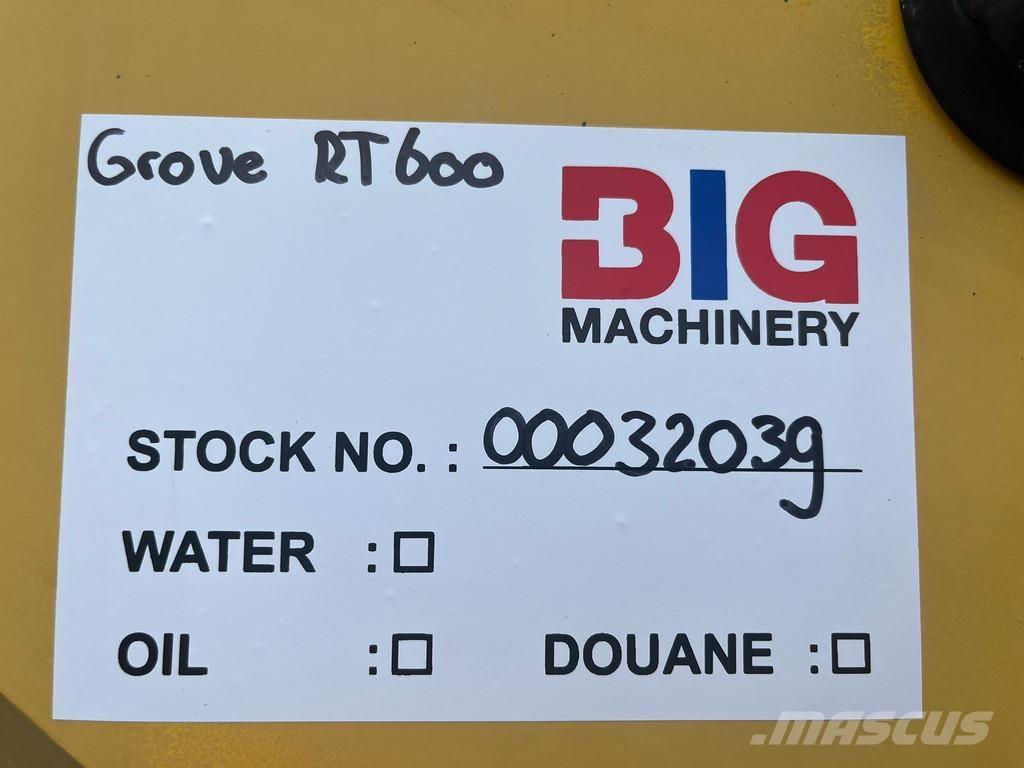 Grove RT600
BIG
MACHINERY
STOCK NO. : 00032039
WATER : ☐
OIL : ☐ DOUANE : ☐
.MASCUS